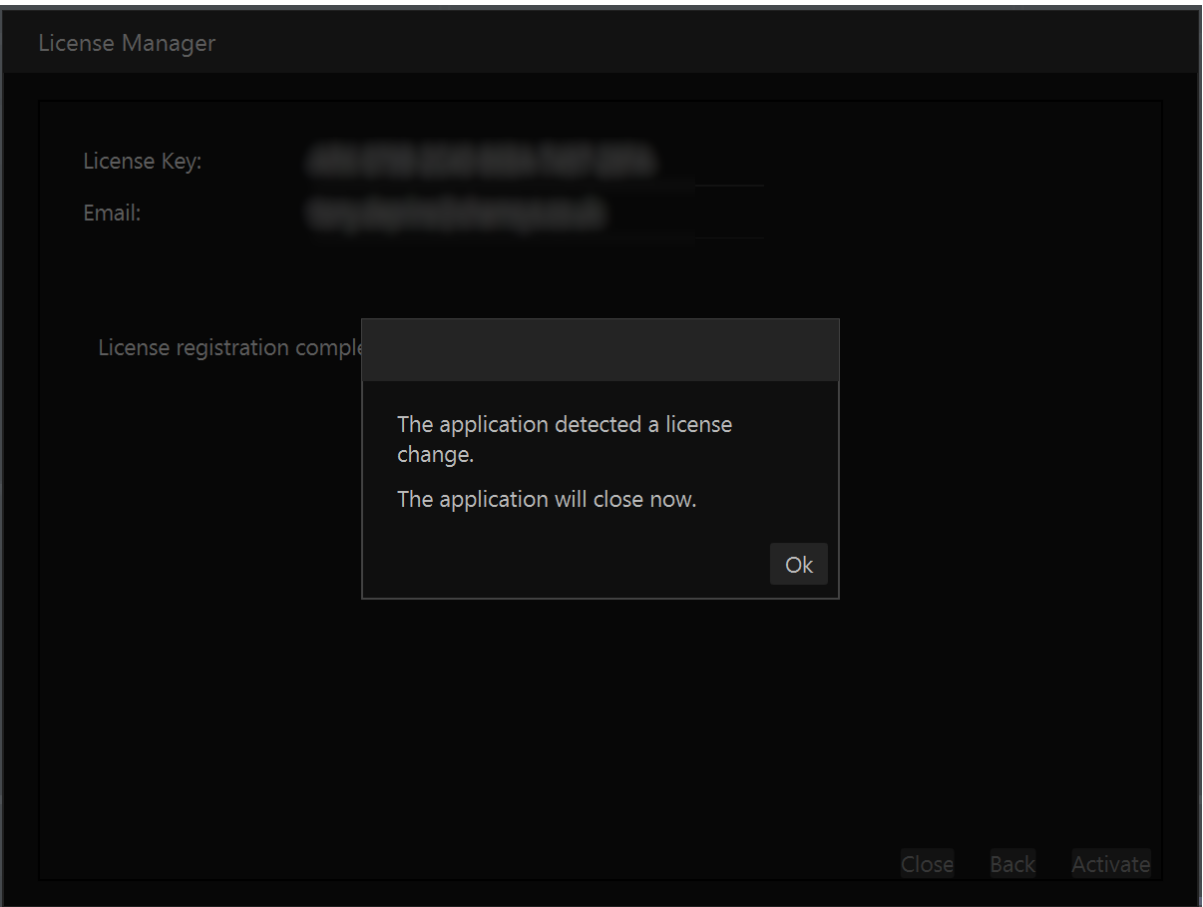 License Manager
License Key:
Email:
License registration
The application detected a license
change.
The application will close now.
Ok
Close Back Activate